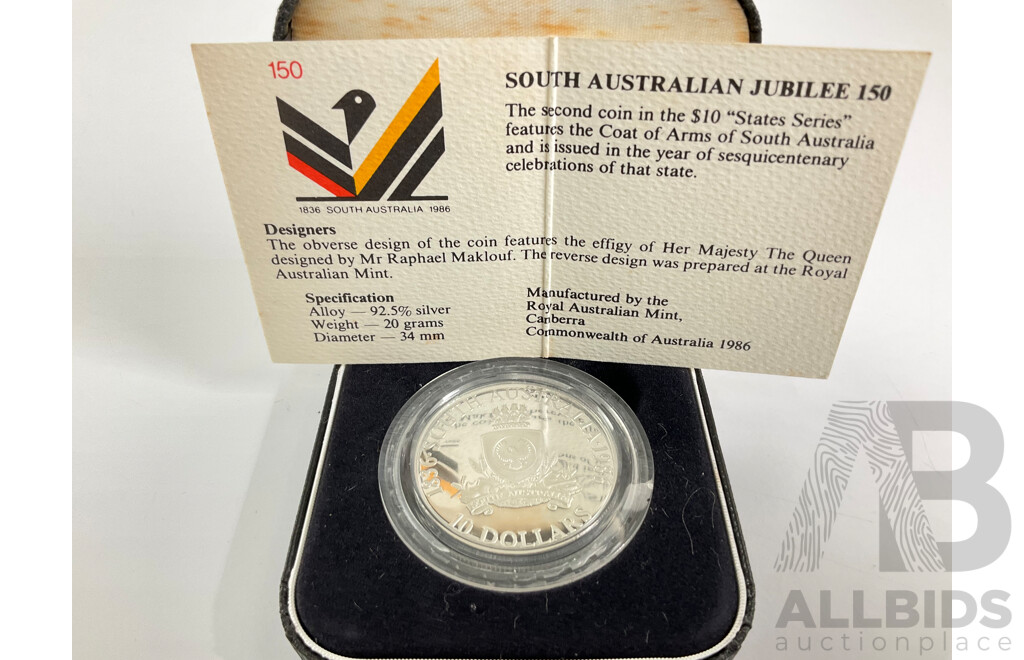 150
1836 SOUTH AUSTRALIA 1986
SOUTH AUSTRALIAN JUBILEE 150
The second coin in the $10 “States Series”
features the Coat of Arms of South Australia
and is issued in the year of sesquicentenary
celebrations of that state.
Designers
The obverse design of the coin features the effigy of Her Majesty The Queen
designed by Mr Raphael Maklouf. The reverse design was prepared at the Royal
Australian Mint.
Specification
Alloy — 92.5% silver
Weight — 20 grams
Diameter — 34 mm
Manufactured by the
Royal Australian Mint,
Canberra
Commonwealth of Australia 1986
SOUTH AUSTRALIA
10 DOLLARS
AB
ALLBIDS
auctionplace